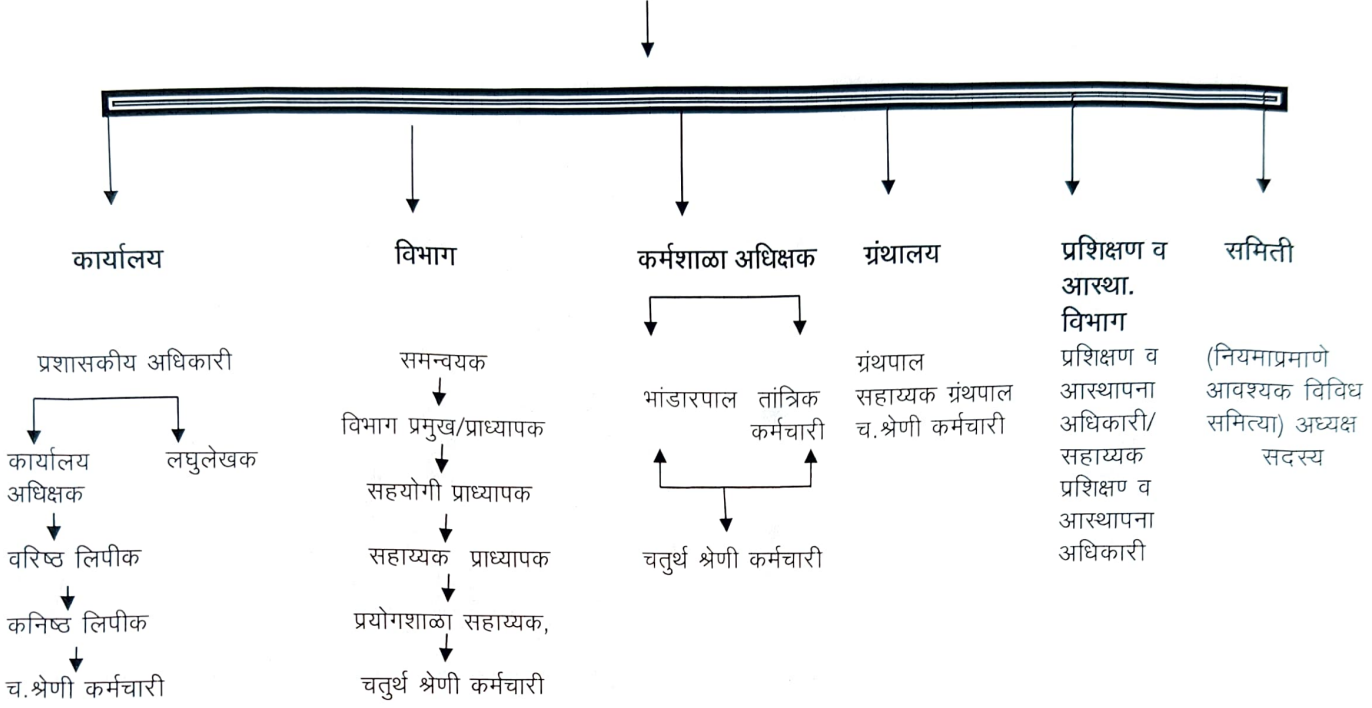 कार्यालय
प्रशासकीय अधिकारी
कार्यालय
अधिक्षक
लघुलेखक
वरिष्ठ लिपीक
कनिष्ठ लिपीक
च.श्रेणी कर्मचारी
विभाग
समन्वयक
विभाग प्रमुख/प्राध्यापक
सहयोगी प्राध्यापक
सहाय्यक प्राध्यापक
प्रयोगशाळा सहाय्यक,
चतुर्थ श्रेणी कर्मचारी
कर्मशाळा अधिक्षक
भांडारपाल तांत्रिक
कर्मचारी
चतुर्थ श्रेणी कर्मचारी
ग्रंथालय
ग्रंथपाल
सहाय्यक ग्रंथपाल
च.श्रेणी कर्मचारी
प्रशिक्षण व
आस्था.
विभाग
प्रशिक्षण व
आस्थापना
अधिकारी/
सहाय्यक
प्रशिक्षण व
आस्थापना
अधिकारी
समिती
(नियमाप्रमाणे
आवश्यक विविध
समित्या) अध्यक्ष
सदस्य